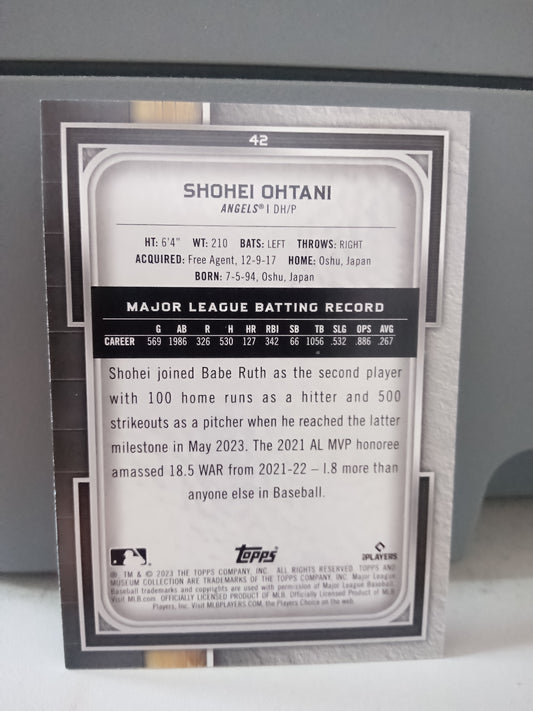 42
SHOHEI OHTANI
ANGELS® | DH/P
HT: 6'4" WT: 210 BATS: LEFT THROWS: RIGHT
ACQUIRED: Free Agent, 12-9-17 HOME: Oshu, Japan
BORN: 7-5-94, Oshu, Japan
MAJOR LEAGUE BATTING RECORD
G AB R H HR RBI SB TB SLG OPS AVG
CAREER 569 1986 326 530 127 342 66 1056 .532 .886 .267
Shohei joined Babe Ruth as the second player
with 100 home runs as a hitter and 500
strikeouts as a pitcher when he reached the latter
milestone in May 2023. The 2021 AL MVP honoree
amassed 18.5 WAR from 2021-22 – 1.8 more than
anyone else in Baseball.
Topps
PLAYERS
®, TM & © 2023 THE TOPPS COMPANY, INC. ALL RIGHTS RESERVED. TOPPS AND
MUSEUM COLLECTION ARE TRADEMARKS OF THE TOPPS COMPANY, INC. Major League
Baseball trademarks and copyrights are used with permission of Major League Baseball.
Visit MLB.com. OFFICIALLY LICENSED PRODUCT OF MLB Players, Inc. Officially Licensed Product of MLB
Players, Inc. Visit MLBPLAYERS.COM, the Players Choice on the web.